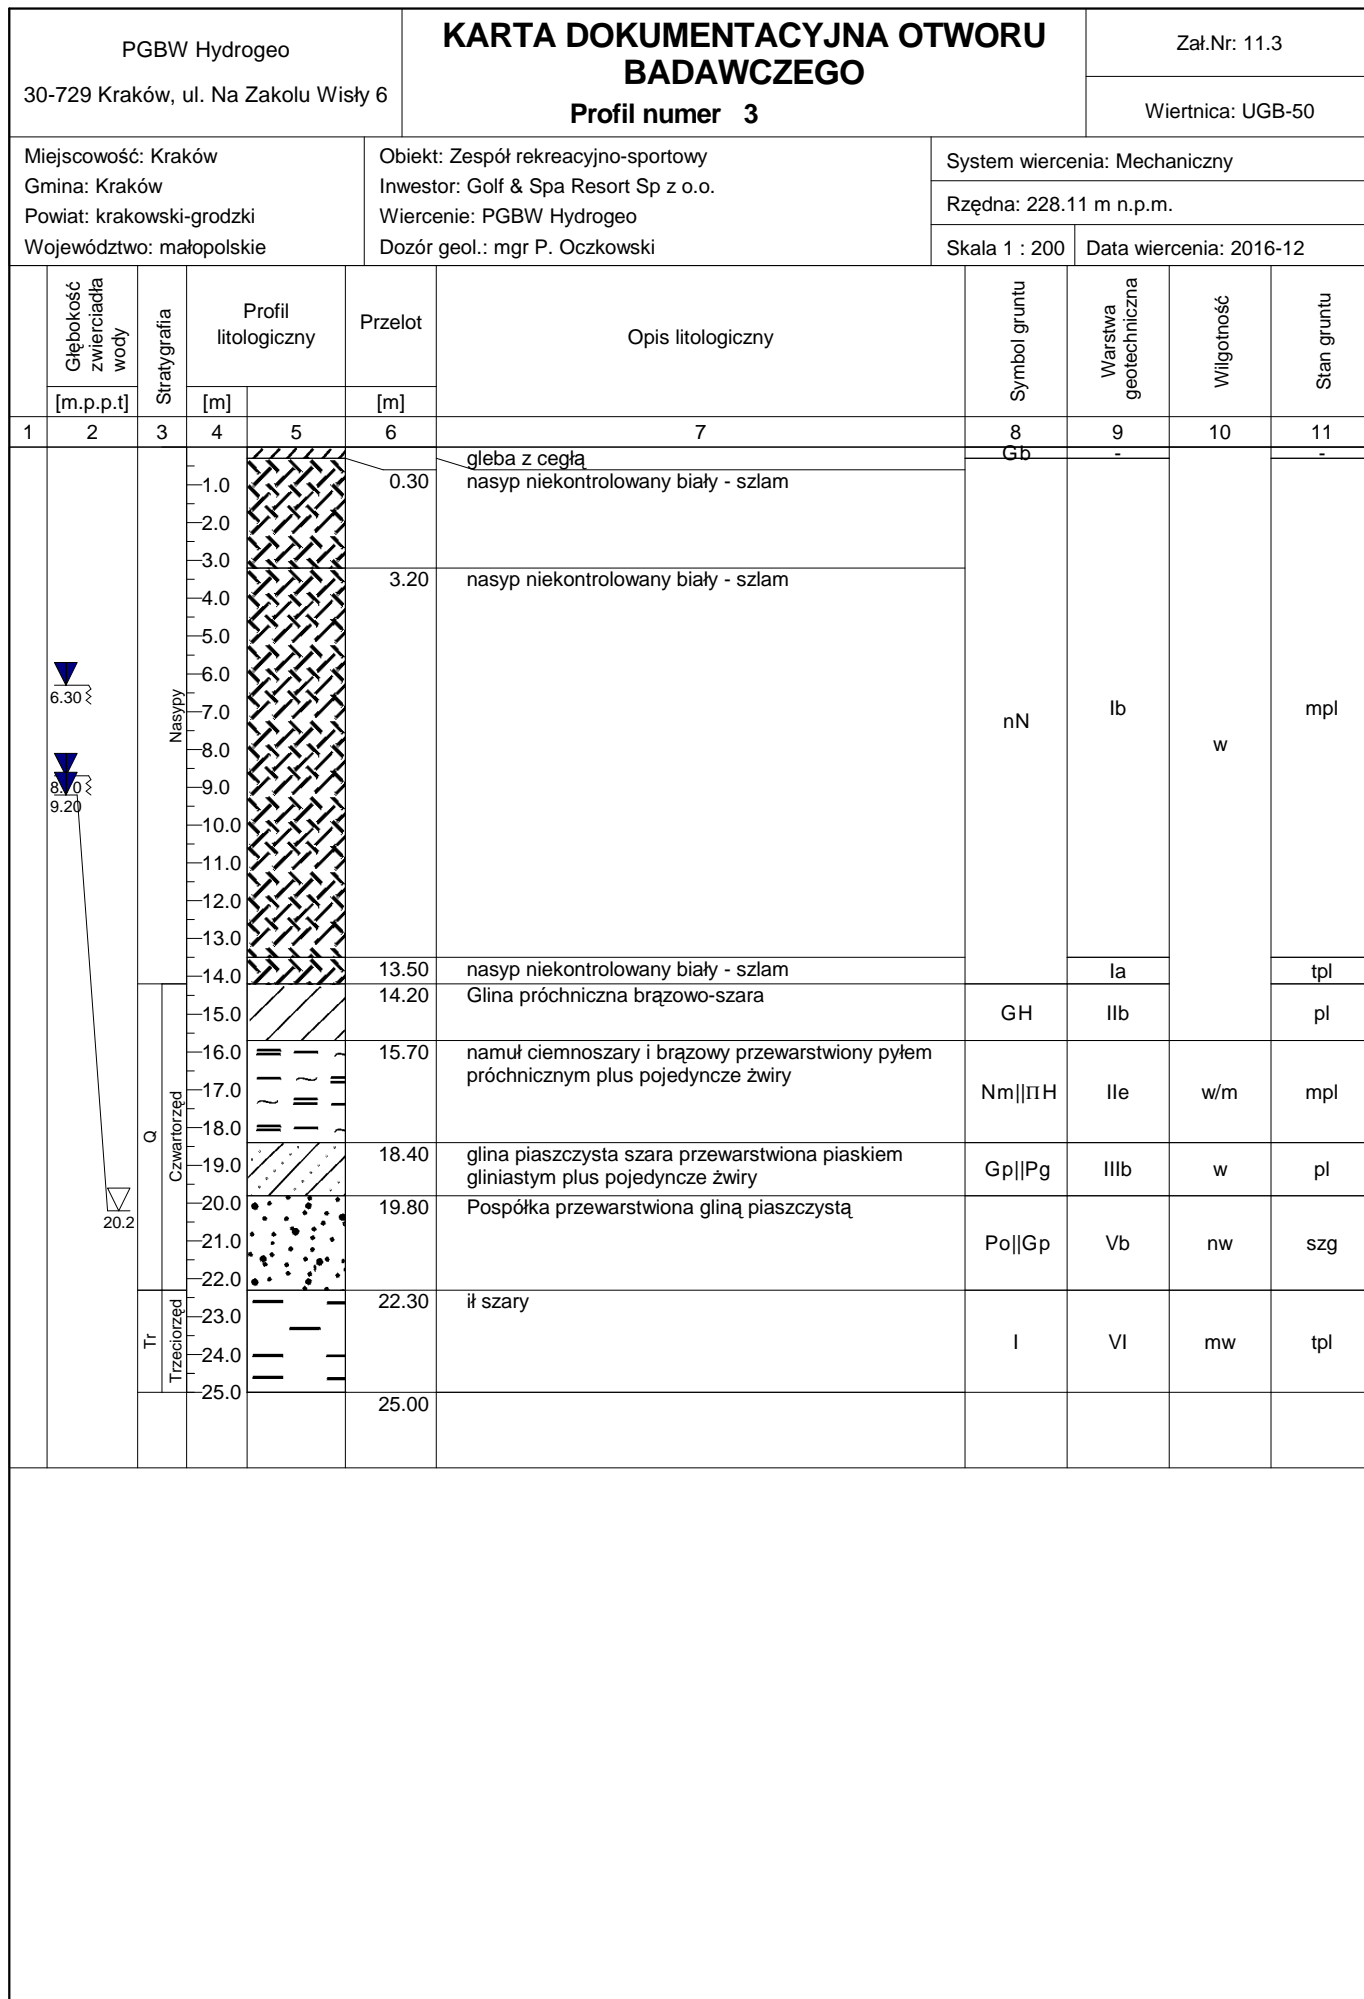 PGBW Hydrogeo
30-729 Kraków, ul. Na Zakolu Wisły 6
KARTA DOKUMENTACYJNA OTWORU
BADAWCZEGO
Profil numer 3
Zał.Nr: 11.3
Wiertnica: UGB-50
Miejscowość: Kraków
Gmina: Kraków
Powiat: krakowski-grodzki
Województwo: małopolskie
Obiekt: Zespół rekreacyjno-sportowy
Inwestor: Golf & Spa Resort Sp z o.o.
Wiercenie: PGBW Hydrogeo
Dozór geol.: mgr P. Oczkowski
System wiercenia: Mechaniczny
Rzędna: 228.11 m n.p.m.
Skala 1 : 200
Data wiercenia: 2016-12
Głębokość
zwierciadła
wody
[m.p.p.t]
Stratygrafia
Profil
litologiczny
[m]
Przelot
[m]
Opis litologiczny
Symbol gruntu
Warstwa
geotechniczna
Wilgotność
Stan gruntu
1 2 3 4 5 6 7 8 9 10 11
gleba z cegłą Gb - -
0.30 nasyp niekontrolowany biały - szlam
3.20 nasyp niekontrolowany biały - szlam
nN Ib w mpl
13.50 nasyp niekontrolowany biały - szlam Ia tpl
14.20 Glina próchniczna brązowo-szara GH IIb pl
15.70 namuł ciemnoszary i brązowy przewarstwiony pyłem
próchnicznym plus pojedyncze żwiry
Nm||ΠH IIe w/m mpl
18.40 glina piaszczysta szara przewarstwiona piaskiem
gliniastym plus pojedyncze żwiry
Gp||Pg IIIb w pl
19.80 Pospółka przewarstwiona gliną piaszczystą
Po||Gp Vb nw szg
22.30 ił szary
I VI mw tpl
25.00
6.30
8.70
9.20
20.2
Nasypy
Q
Czwartorzęd
Tr
Trzeciorzęd
1.0
2.0
3.0
4.0
5.0
6.0
7.0
8.0
9.0
10.0
11.0
12.0
13.0
14.0
15.0
16.0
17.0
18.0
19.0
20.0
21.0
22.0
23.0
24.0
25.0